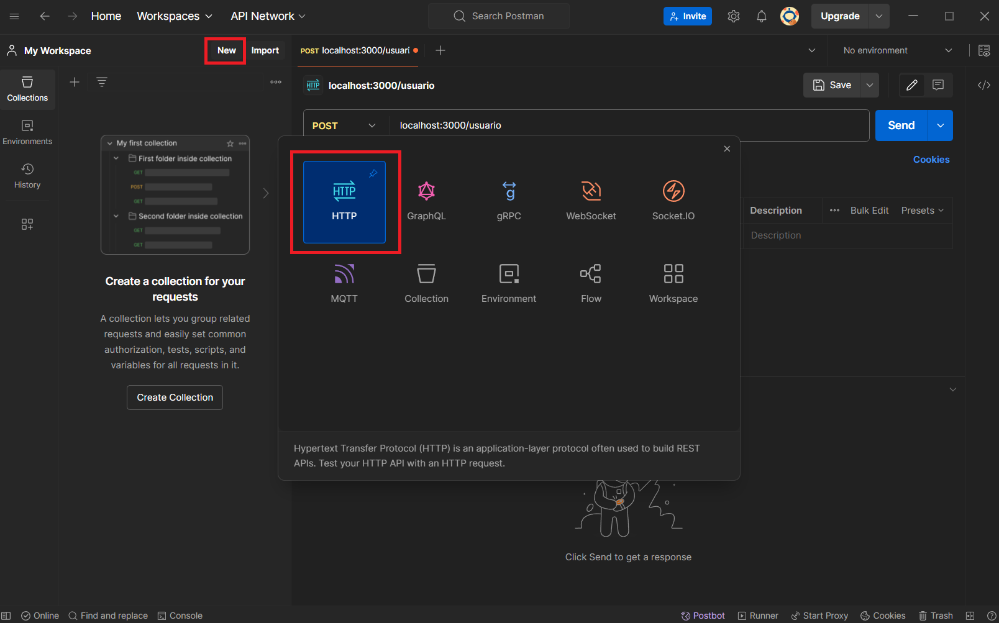 Home Workspaces API Network Search Postman Invite Upgrade
My Workspace New Import POST localhost:3000/usuari No environment
Collections
Environments
History
HTTP localhost:3000/usuario Save
POST localhost:3000/usuario Send
Cookies
My first collection
First folder inside collection
GET
POST
GET
Second folder inside collection
GET
GET
Create a collection for your
requests
A collection lets you group related
requests and easily set common
authorization, tests, scripts, and
variables for all requests in it.
Create Collection
HTTP
HTTP GraphQL gRPC WebSocket Socket.IO
MQTT Collection Environment Flow Workspace
Description Bulk Edit Presets
Description
Hypertext Transfer Protocol (HTTP) is an application-layer protocol often used to build REST
APIs. Test your HTTP API with an HTTP request.
Click Send to get a response
Online Find and replace Console Postbot Runner Start Proxy Cookies Trash